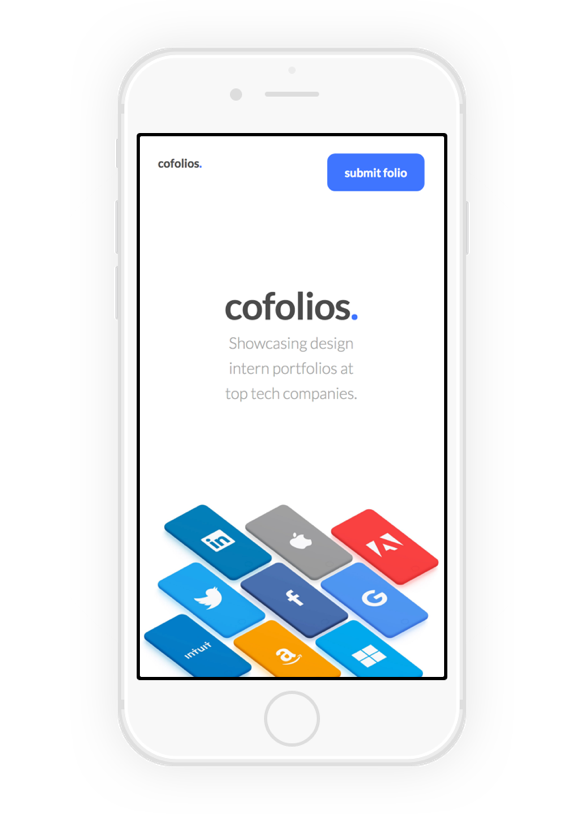 cofolios.
submit folio
cofolios.
Showcasing design
intern portfolios at
top tech companies.
in
f
G
intuit
a